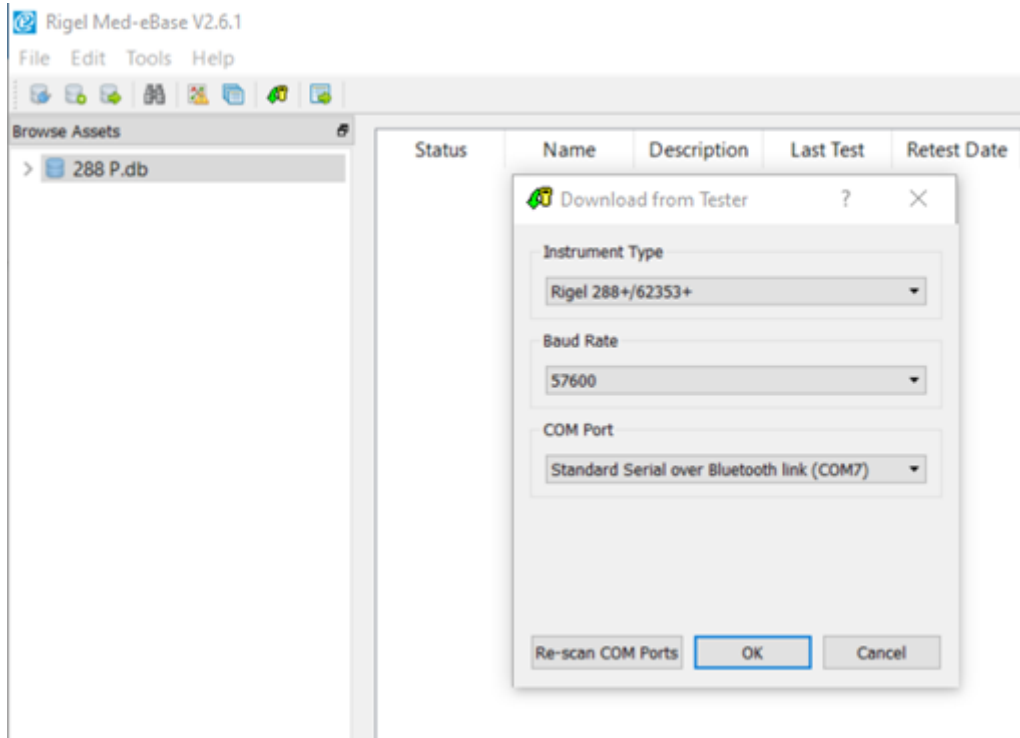 Rigel Med-eBase V2.6.1
File Edit Tools Help
Browse Assets
288 P.db
Status Name Description Last Test Retest Date
Download from Tester ?
Instrument Type
Rigel 288+/62353+
Baud Rate
57600
COM Port
Standard Serial over Bluetooth link (COM7)
Re-scan COM Ports OK Cancel